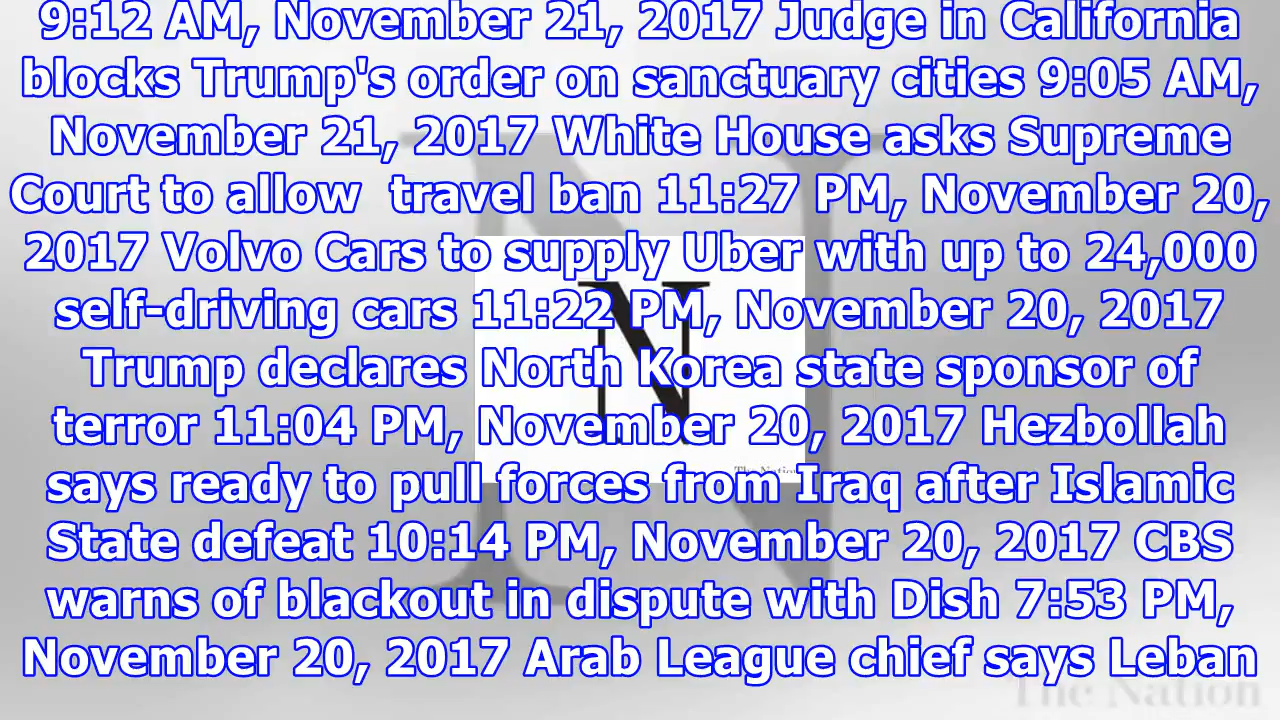 9:12 AM, November 21, 2017 Judge in California
blocks Trump's order on sanctuary cities 9:05 AM,
November 21, 2017 White House asks Supreme
Court to allow  travel ban 11:27 PM, November 20,
2017 Volvo Cars to supply Uber with up to 24,000
self-driving cars 11:22 PM, November 20, 2017
Trump declares North Korea state sponsor of
terror 11:04 PM, November 20, 2017 Hezbollah
says ready to pull forces from Iraq after Islamic
State defeat 10:14 PM, November 20, 2017 CBS
warns of blackout in dispute with Dish 7:53 PM,
November 20, 2017 Arab League chief says Leban
N
The Nation
The Nation